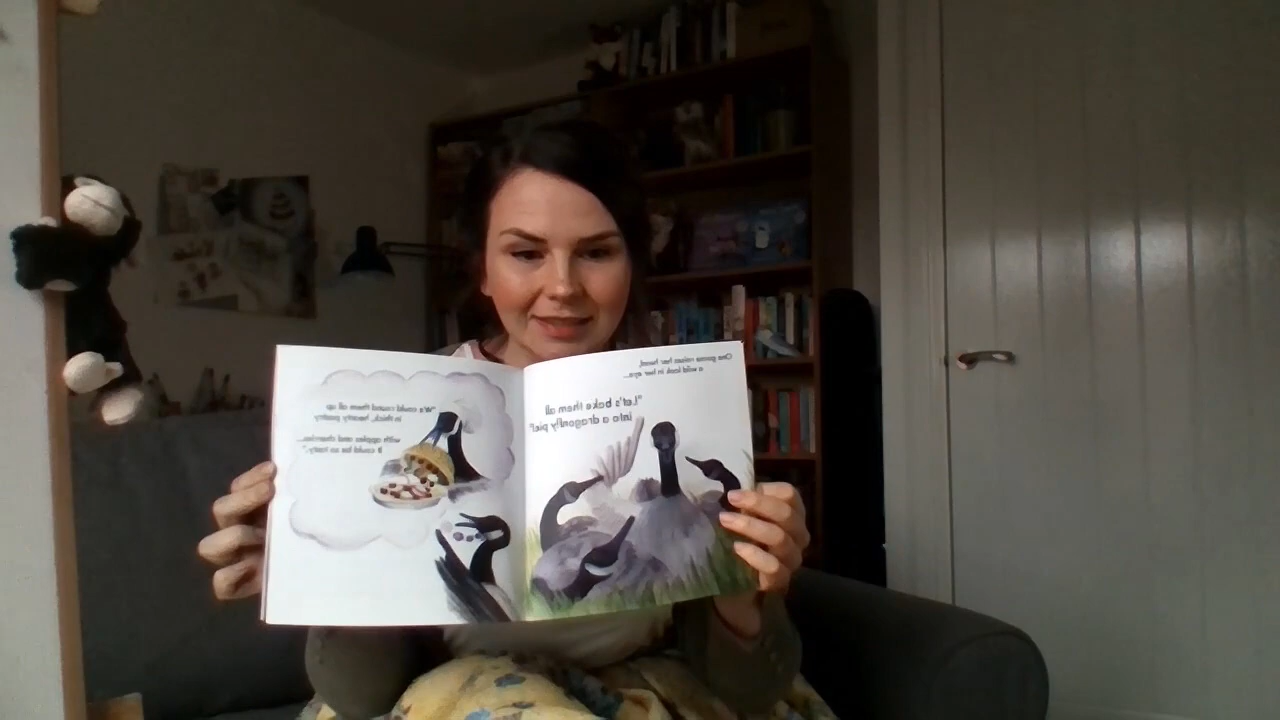 One goose raises her head,
a wild look in her eye...
"Let's bake them all
into a dragonfly pie!"
"We could round them all up
in thick, hearty pastry
with apples and cherries...
It could be so tasty."